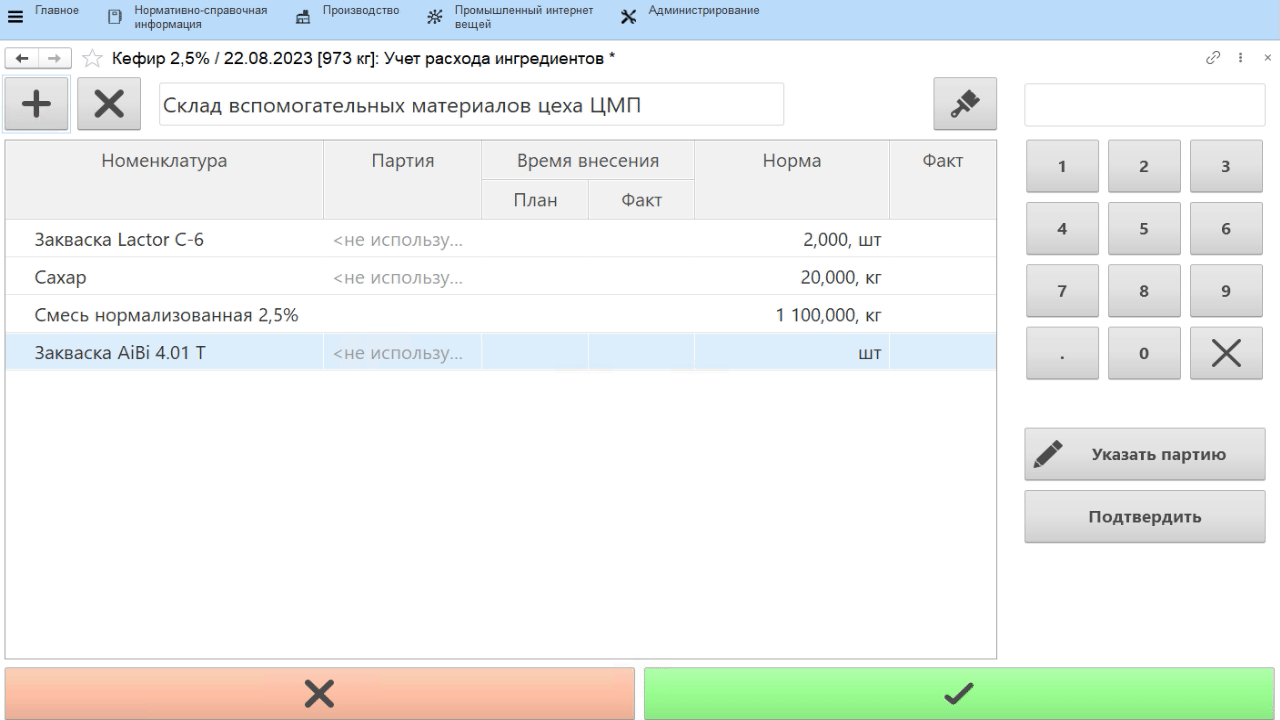 Главное
Нормативно-справочная
информация
Производство
Промышленный интернет
вещей
Администрирование
Кефир 2,5% / 22.08.2023 [973 кг]: Учет расхода ингредиентов *
Склад вспомогательных материалов цеха ЦМП
Номенклатура Партия Время внесения Норма Факт
План Факт
Закваска Lactor С-6 <не использу... 2,000, шт
Сахар <не использу... 20,000, кг
Смесь нормализованная 2,5% 1 100,000, кг
Закваска AiBi 4.01 Т <не использу... шт
1 2 3
4 5 6
7 8 9
. 0
Указать партию
Подтвердить